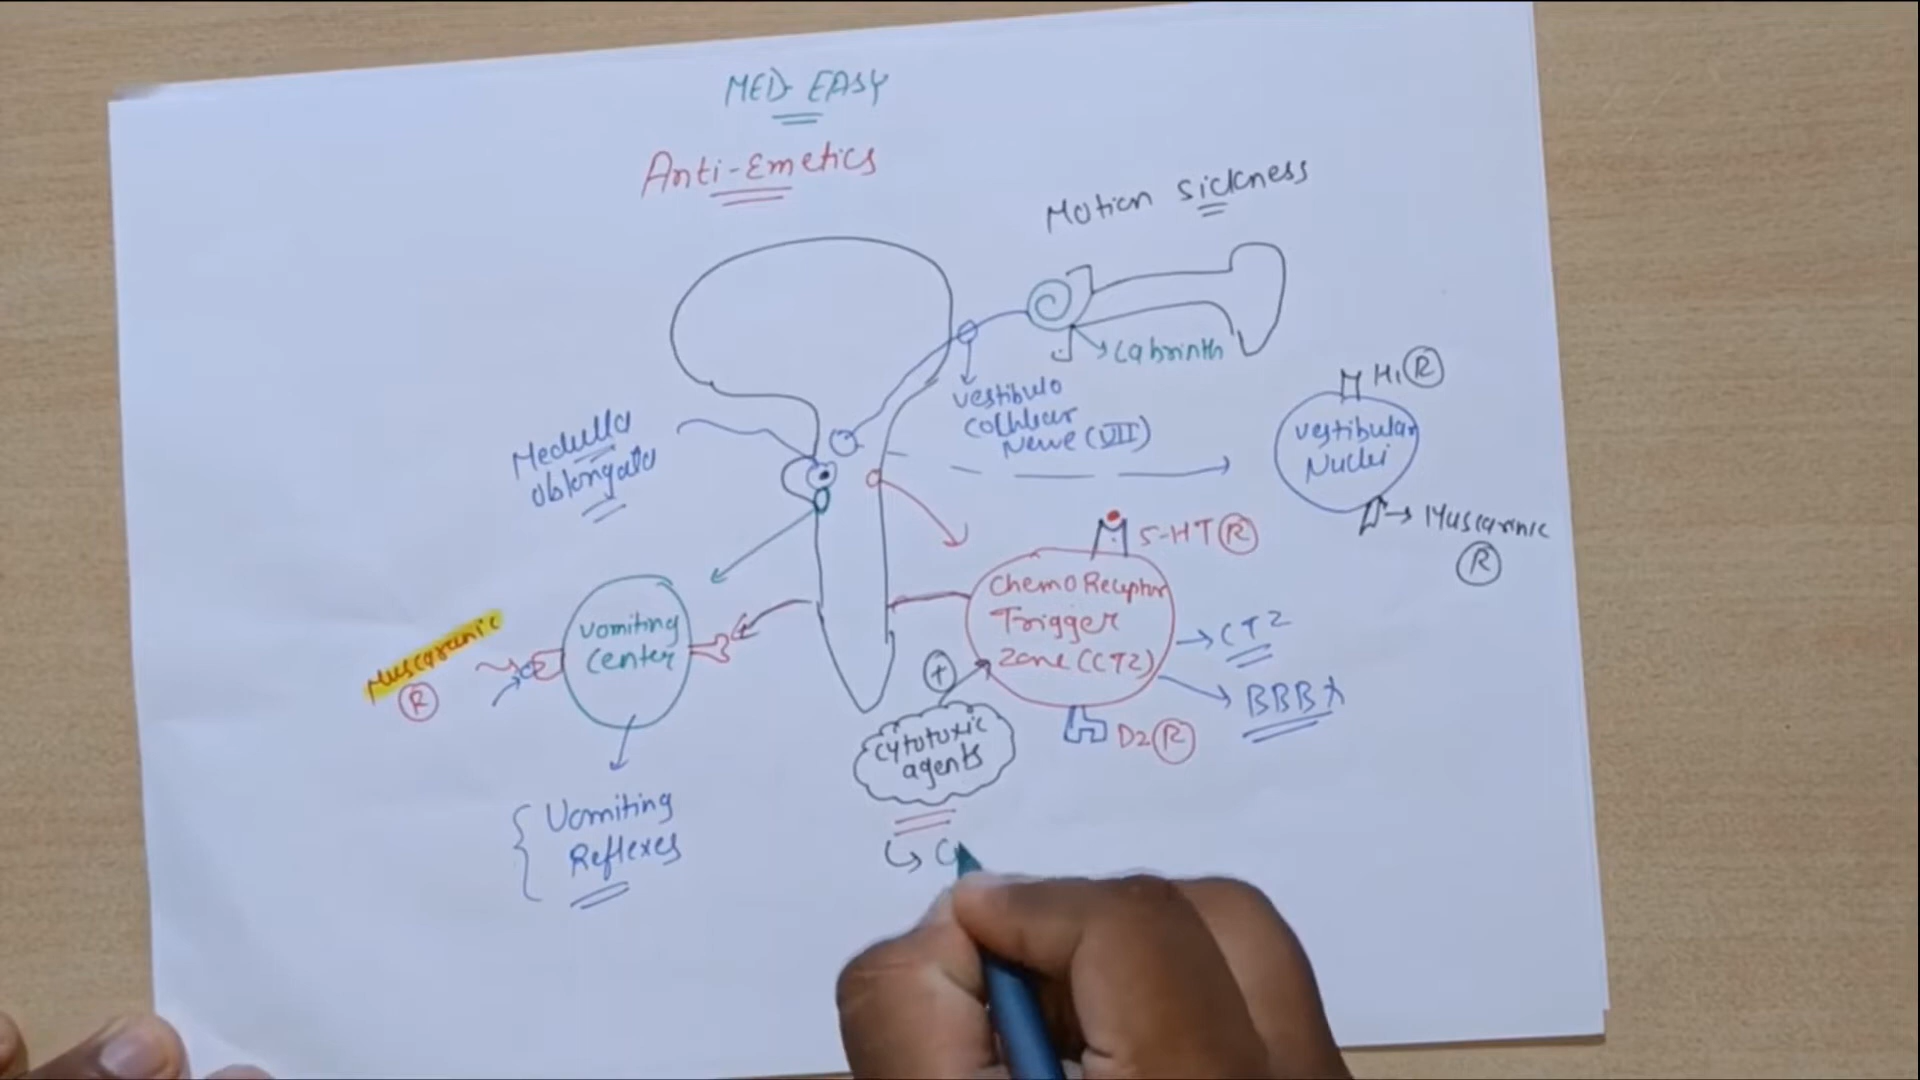 MED EASY
Anti-Emetics
Motion sickness
Labrinth
Vestibulo
Cochlear
Nerve (VII)
H1 R
Vestibular
Nuclei
Muscarinic
R
Medulla
oblongata
5-HT R
Chemo Receptor
Trigger
Zone (CTZ)
CTZ
BBB X
D2 R
Muscarinic
R
Vomiting
center
+
Cytotoxic
agents
C
Vomiting
Reflexes